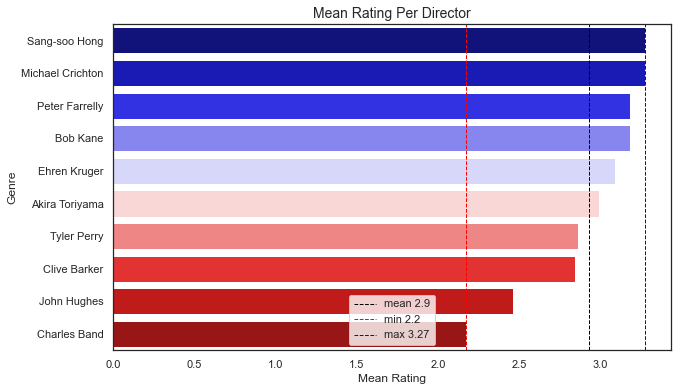 Mean Rating Per Director
Genre
Sang-soo Hong
Michael Crichton
Peter Farrelly
Bob Kane
Ehren Kruger
Akira Toriyama
Tyler Perry
Clive Barker
John Hughes
Charles Band
mean 2.9
min 2.2
max 3.27
0.0 0.5 1.0 1.5 2.0 2.5 3.0
Mean Rating